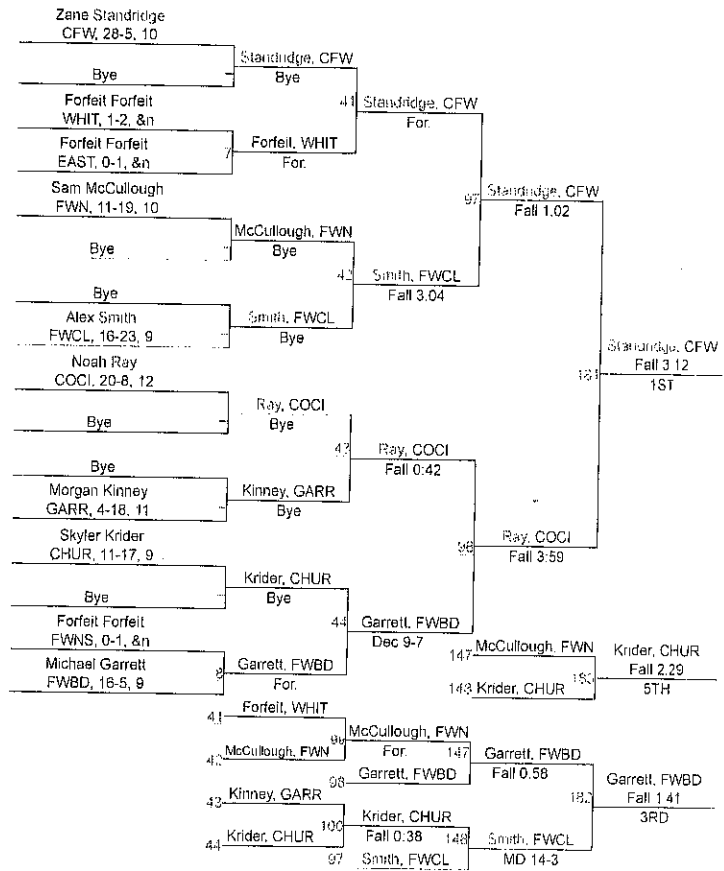 Zane Standridge
CFW, 28-5, 10
Standridge, CFW
Bye
Bye
41
Standridge, CFW
For.
Forfeit Forfeit
WHIT, 1-2, &n
7
Forfeit, WHIT
For.
Forfeit Forfeit
EAST, 0-1, &n
97
Standridge, CFW
Fall 1:02
Sam McCullough
FWN, 11-19, 10
McCullough, FWN
Bye
Bye
42
Smith, FWCL
Fall 3:04
Bye
Smith, FWCL
Bye
Alex Smith
FWCL, 16-23, 9
181
Standridge, CFW
Fall 3:12
1ST
Noah Ray
COCI, 20-8, 12
Ray, COCI
Bye
Bye
43
Ray, COCI
Fall 0:42
Bye
Kinney, GARR
Bye
Morgan Kinney
GARR, 4-18, 11
98
Ray, COCI
Fall 3:59
Skyler Krider
CHUR, 11-17, 9
Krider, CHUR
Bye
Bye
44
Garrett, FWBD
Dec 9-7
Forfeit Forfeit
FWNS, 0-1, &n
8
Garrett, FWBD
For.
Michael Garrett
FWBD, 16-5, 9
147
McCullough, FWN
183
Krider, CHUR
Fall 2:29
5TH
148
Krider, CHUR
41
Forfeit, WHIT
99
McCullough, FWN
For.
42
McCullough, FWN
147
Garrett, FWBD
Fall 0:58
98
Garrett, FWBD
182
Garrett, FWBD
Fall 1:41
3RD
43
Kinney, GARR
100
Krider, CHUR
Fall 0:38
44
Krider, CHUR
148
Smith, FWCL
MD 14-3
97
Smith, FWCL